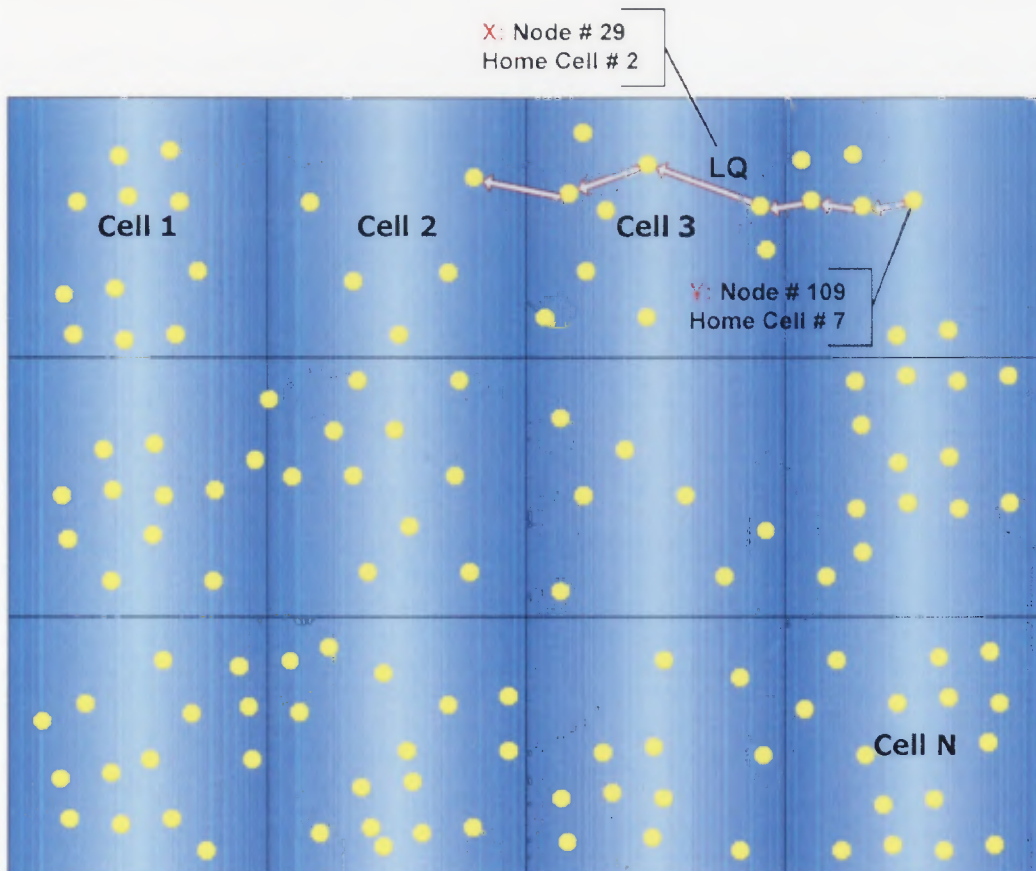 X: Node # 29
Home Cell # 2
LQ
Cell 1
Cell 2
Cell 3
Y: Node # 109
Home Cell # 7
Cell N